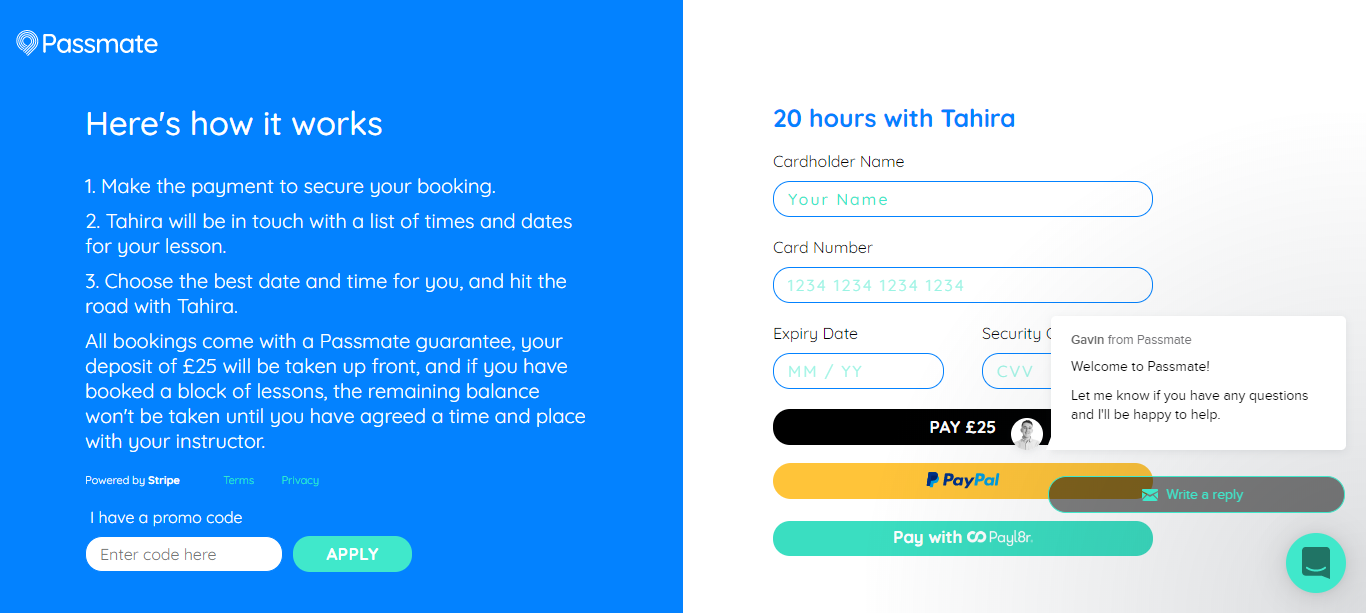 Passmate
Here's how it works
1. Make the payment to secure your booking.
2. Tahira will be in touch with a list of times and dates
for your lesson.
3. Choose the best date and time for you, and hit the
road with Tahira.
All bookings come with a Passmate guarantee, your
deposit of £25 will be taken up front, and if you have
booked a block of lessons, the remaining balance
won't be taken until you have agreed a time and place
with your instructor.
Powered by Stripe Terms Privacy
I have a promo code
Enter code here APPLY
20 hours with Tahira
Cardholder Name
Your Name
Card Number
1234 1234 1234 1234
Expiry Date Security
MM / YY CVV
PAY £25
PayPal
Pay with Payl8r.
Gavin from Passmate
Welcome to Passmate!
Let me know if you have any questions
and I'll be happy to help.
Write a reply